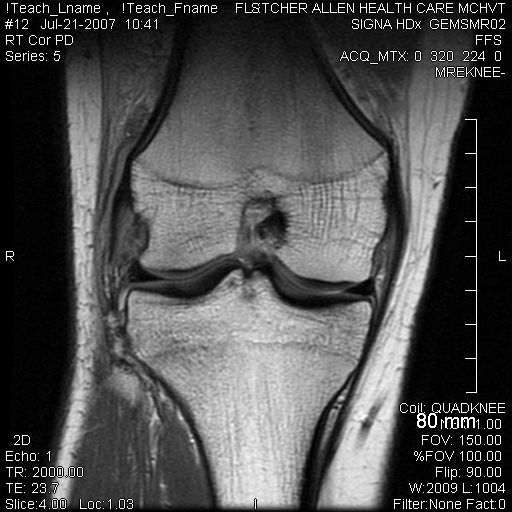 !Teach_Lname , !Teach_Fname FLSTCHER ALLEN HEALTH CARE MCHVT
#12 Jul-21-2007 10:41 SIGNA HDx GEMSMR02
RT Cor PD FFS
Series: 5 ACQ_MTX: 0 320 224 0
MREKNEE-
R L
Coil: QUADKNEE
80 mm 1.00
2D FOV: 150.00
Echo: 1 %FOV: 100.00
TR: 2000.00 Flip: 90.00
TE: 23.7 W:2009 L:1004
Slice:4.00 Loc:1.03 I Filter:None Fact:0